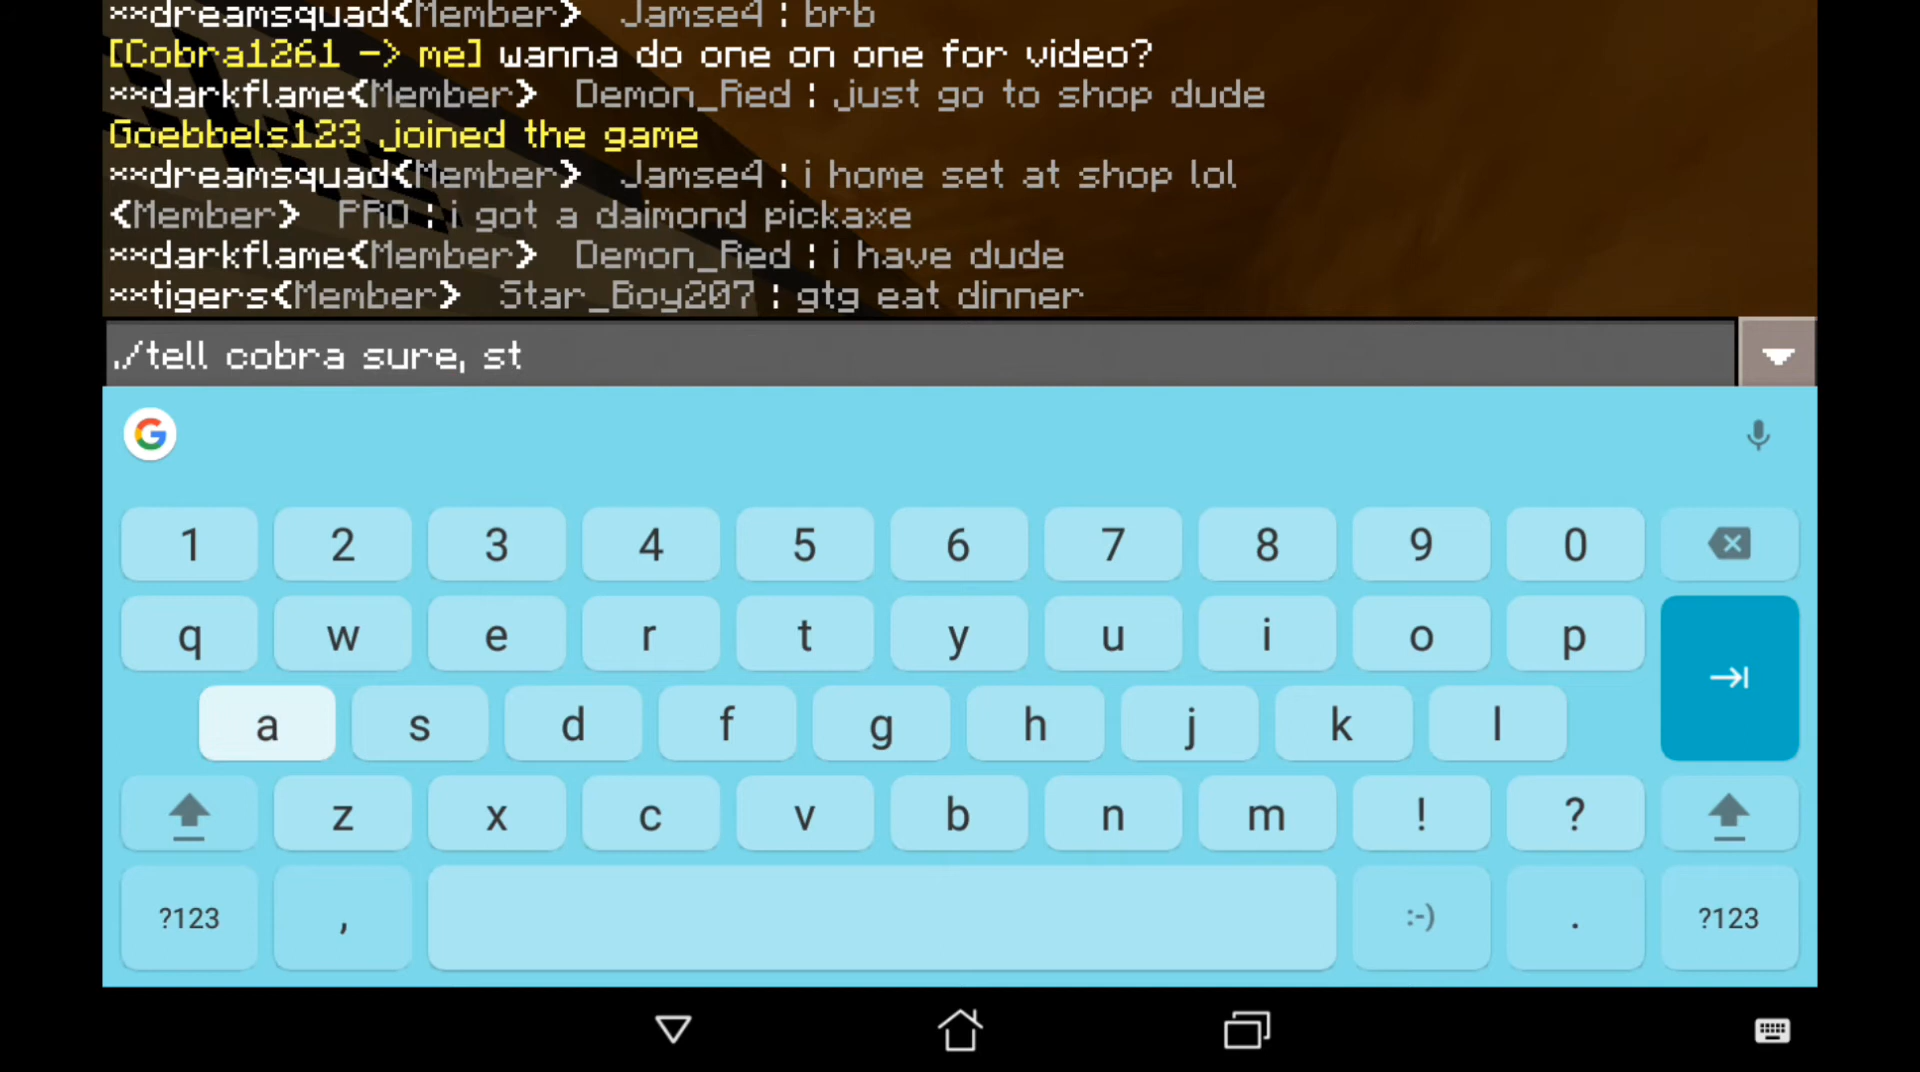 **dreamsquad<Member> Jamse4 : brb
[Cobra1261 -> me] wanna do one on one for video?
**darkflame<Member> Demon_Red : just go to shop dude
Goebbels123 joined the game
**dreamsquad<Member> Jamse4 : i home set at shop lol
<Member> PRO : i got a daimond pickaxe
**darkflame<Member> Demon_Red : i have dude
**tigers<Member> Star_Boy207 : gtg eat dinner
./tell cobra sure, st
G
1 2 3 4 5 6 7 8 9 0
q w e r t y u i o p
a s d f g h j k l
z x c v b n m ! ?
?123 , :-) . ?123